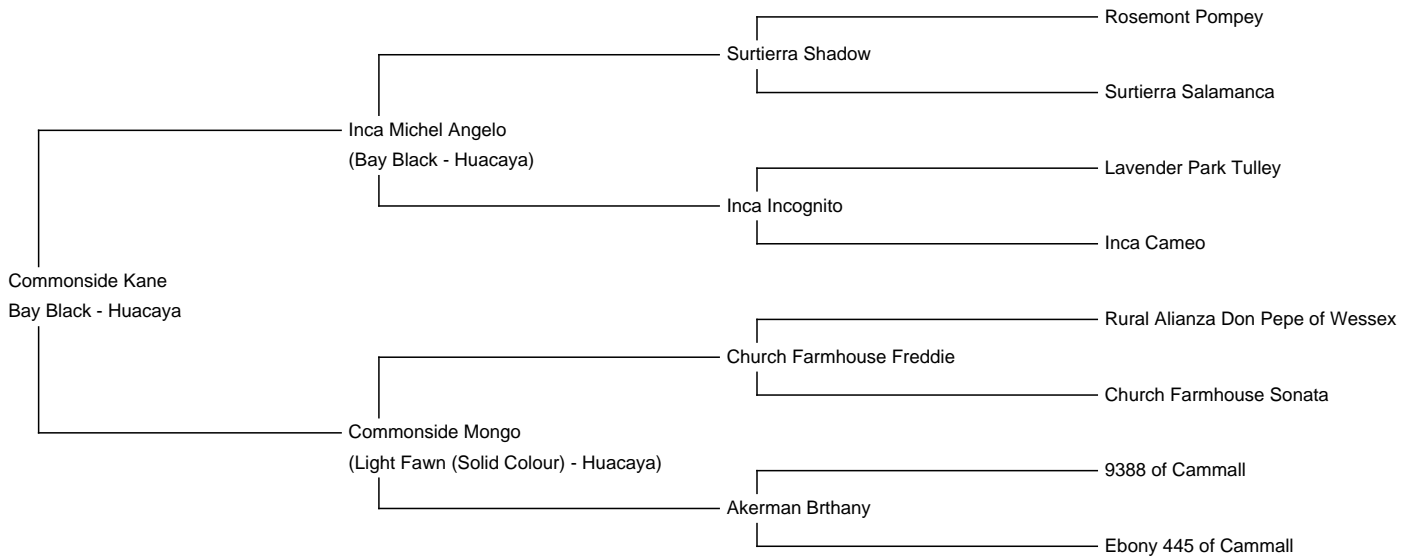 Rosemont Pompey
Surtierra Shadow
Surtierra Salamanca
Inca Michel Angelo
(Bay Black - Huacaya)
Lavender Park Tulley
Inca Incognito
Inca Cameo
Commonside Kane
Bay Black - Huacaya
Rural Alianza Don Pepe of Wessex
Church Farmhouse Freddie
Church Farmhouse Sonata
Commonside Mongo
(Light Fawn (Solid Colour) - Huacaya)
9388 of Cammall
Akerman Brthany
Ebony 445 of Cammall